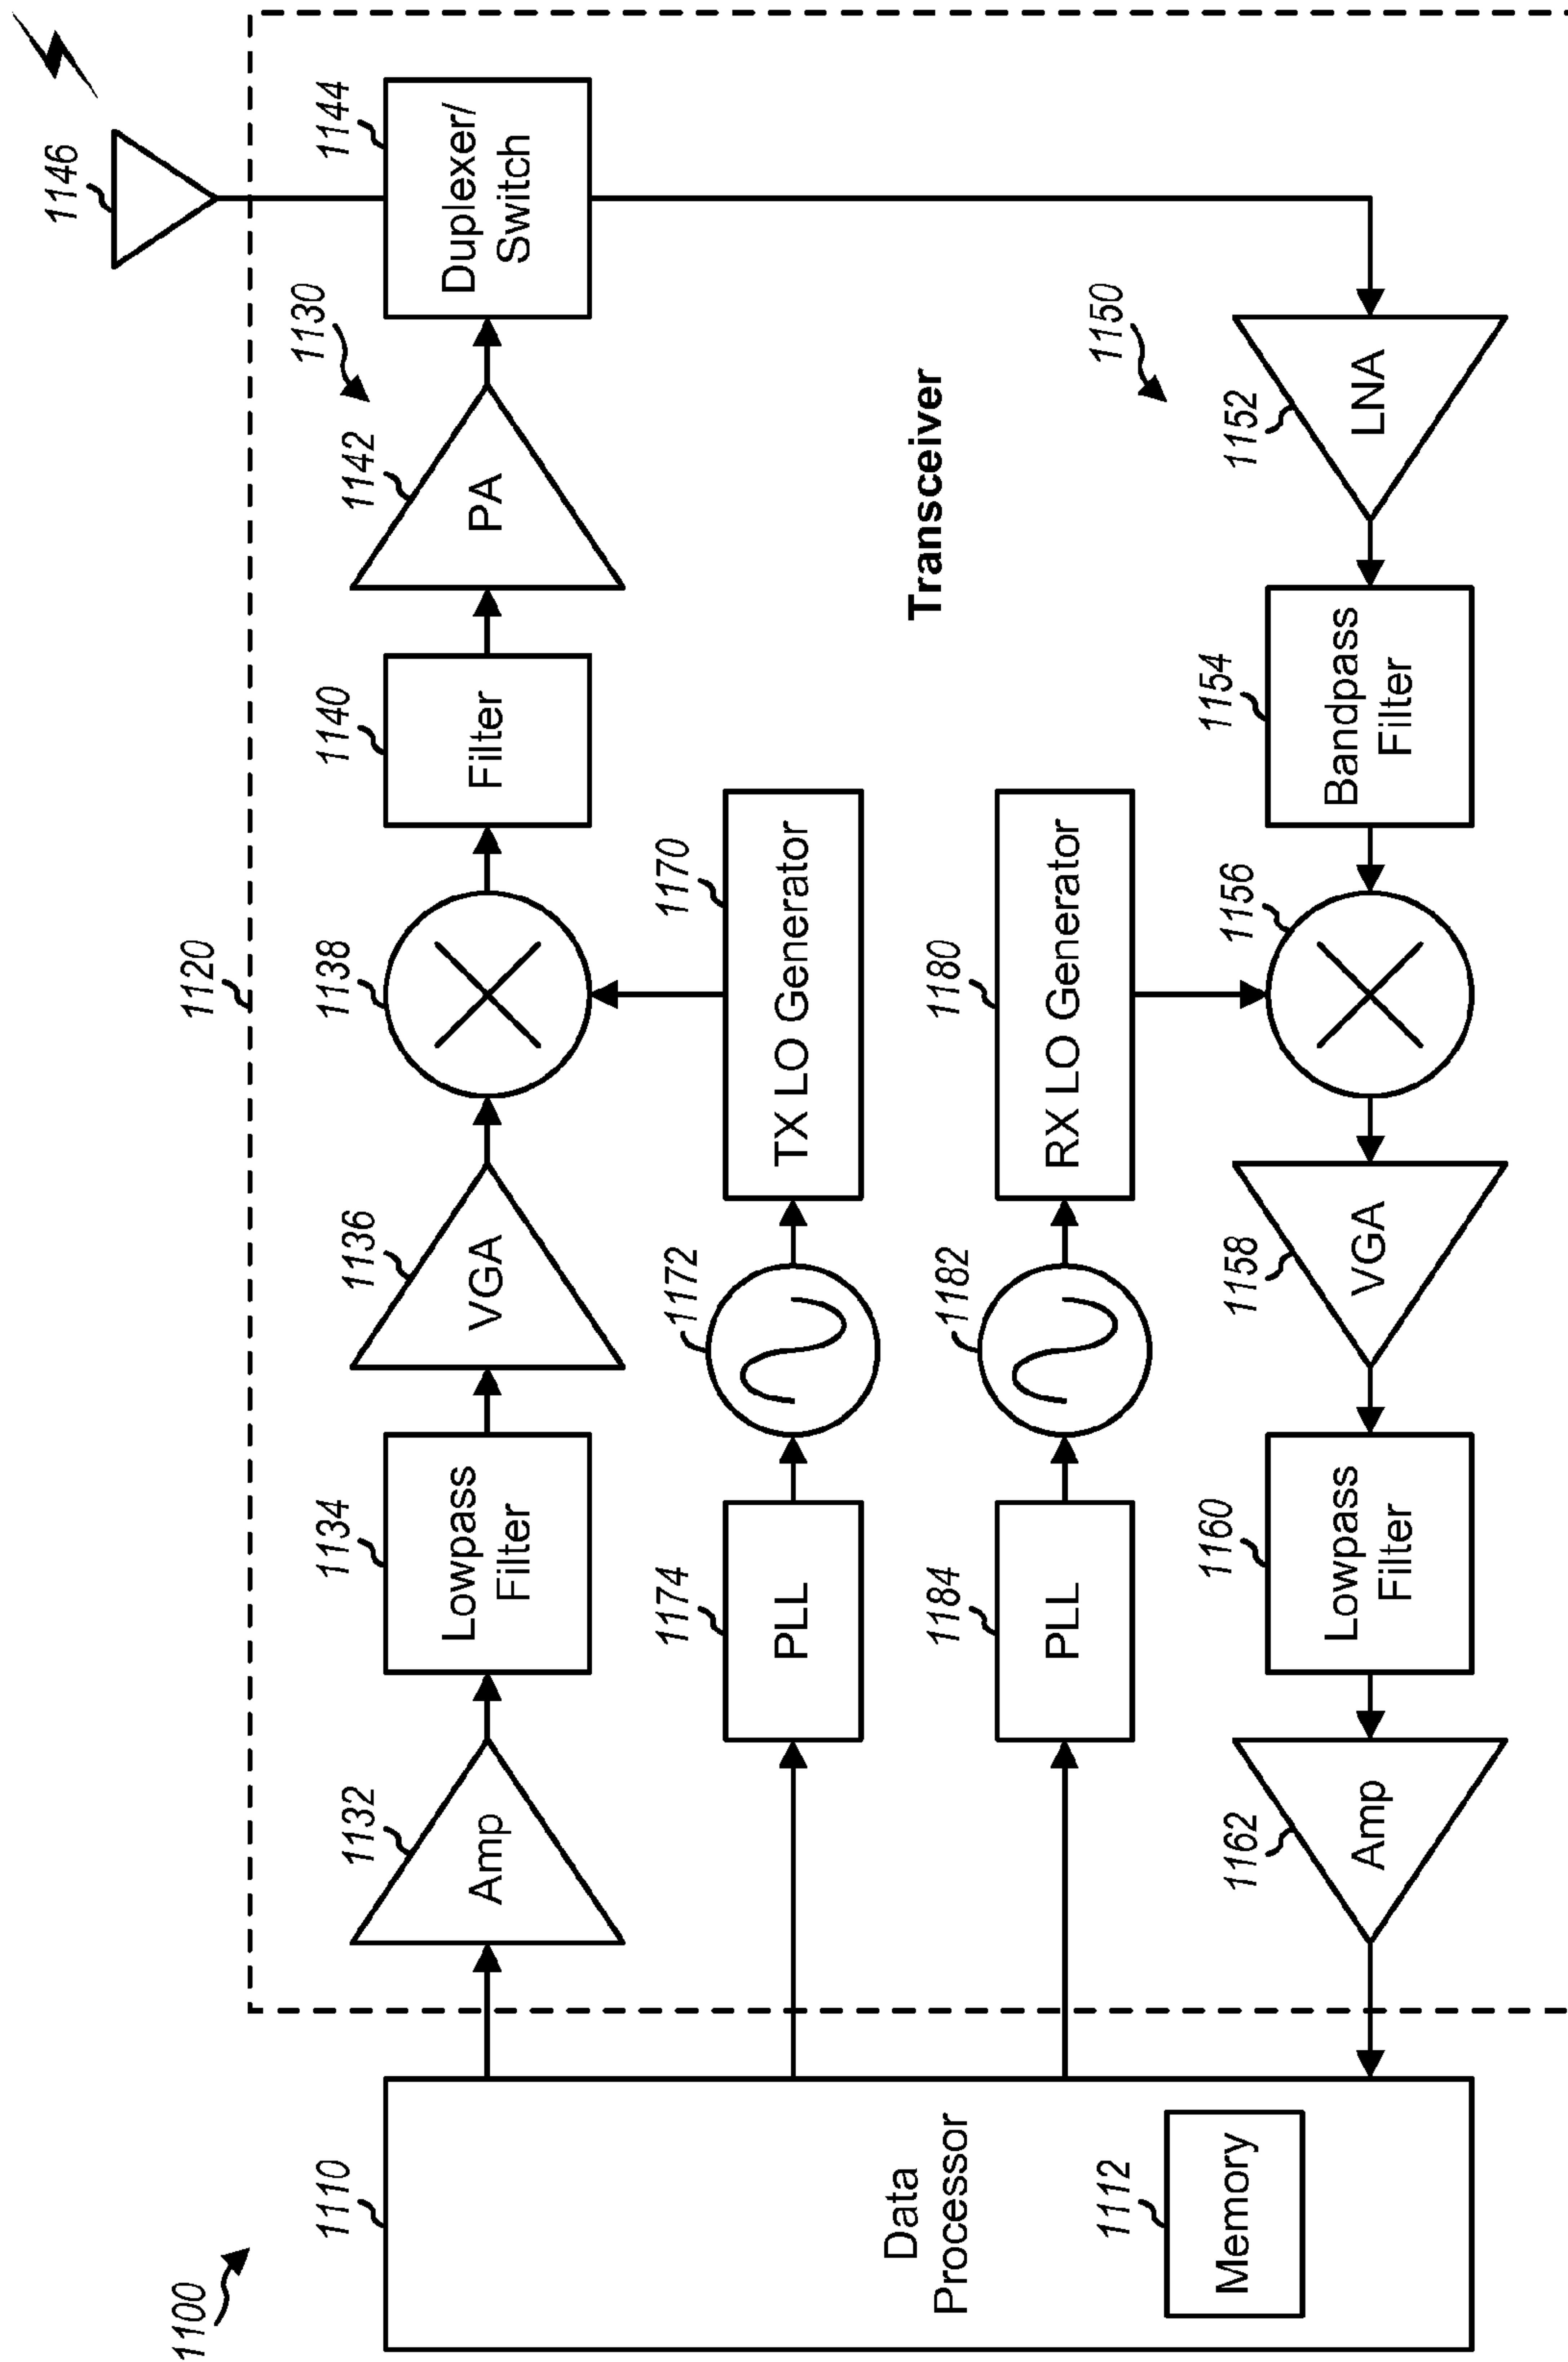 1100
1110
Data
Processor
1112
Memory
1120
1132
Amp
1134
Lowpass
Filter
1136
VGA
1138
1140
Filter
1142
PA
1130
1144
Duplexer/
Switch
1146
1174
PLL
1172
1170
TX LO Generator
Transceiver
1184
PLL
1182
1180
RX LO Generator
1150
1162
Amp
1160
Lowpass
Filter
1158
VGA
1156
1154
Bandpass
Filter
1152
LNA